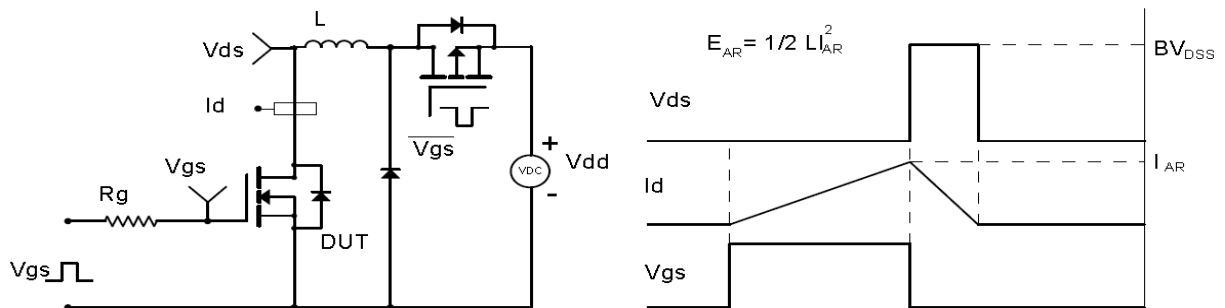 L
Vds
Id
Vgs
Vgs
Rg
DUT
Vgs
+
Vdd
VDC
-
E_AR = 1/2 LI_AR^2
BV_DSS
Vds
I_AR
Id
Vgs